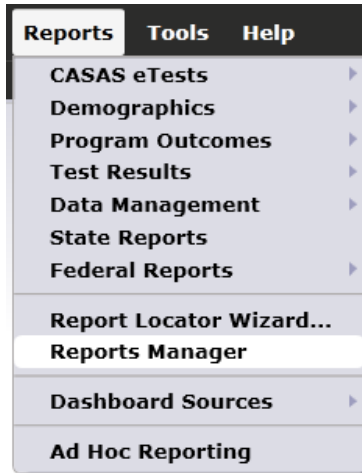 Reports Tools Help
CASAS eTests
Demographics
Program Outcomes
Test Results
Data Management
State Reports
Federal Reports
Report Locator Wizard...
Reports Manager
Dashboard Sources
Ad Hoc Reporting